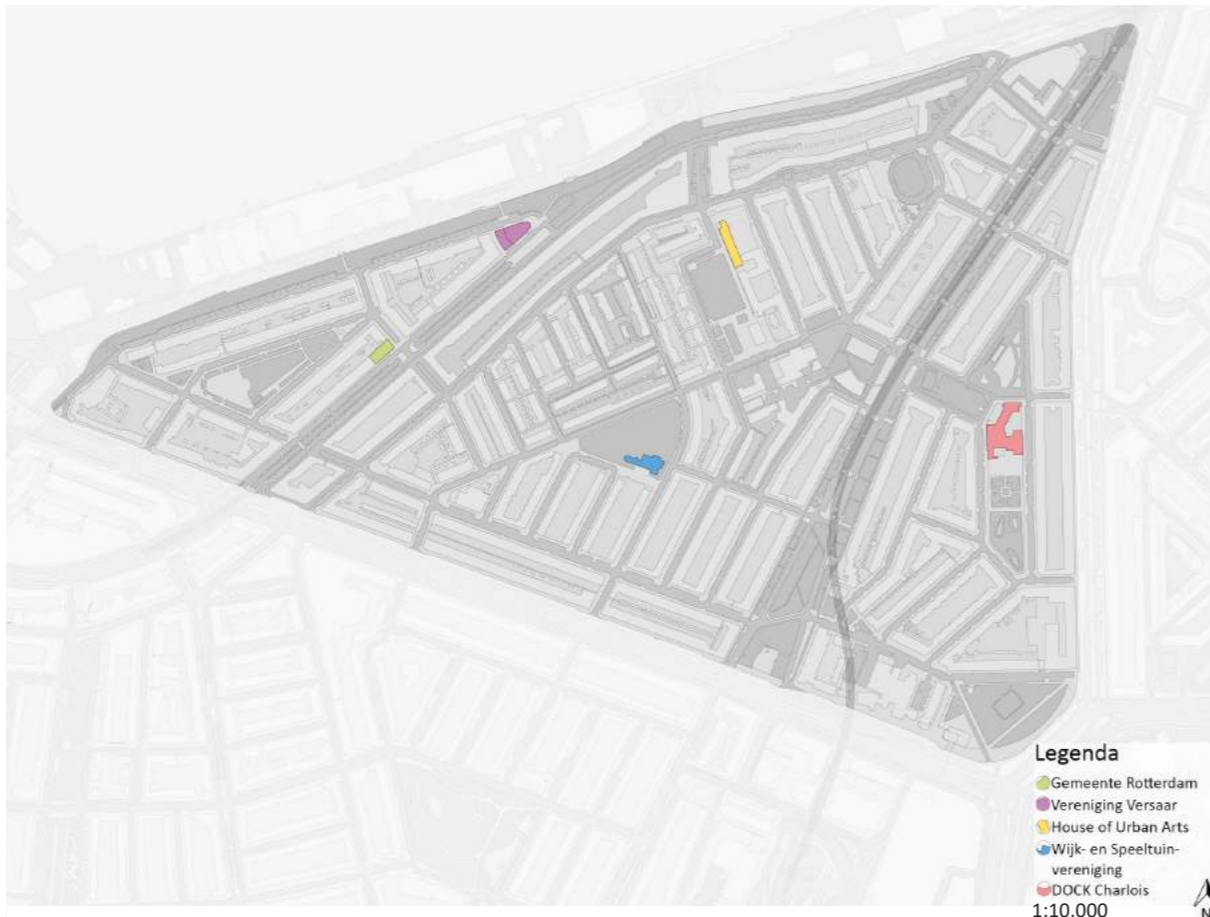 Legenda
Gemeente Rotterdam
Vereniging Versaar
House of Urban Arts
Wijk- en Speeltuin-
vereniging
DOCK Charlois
1:10.000
N